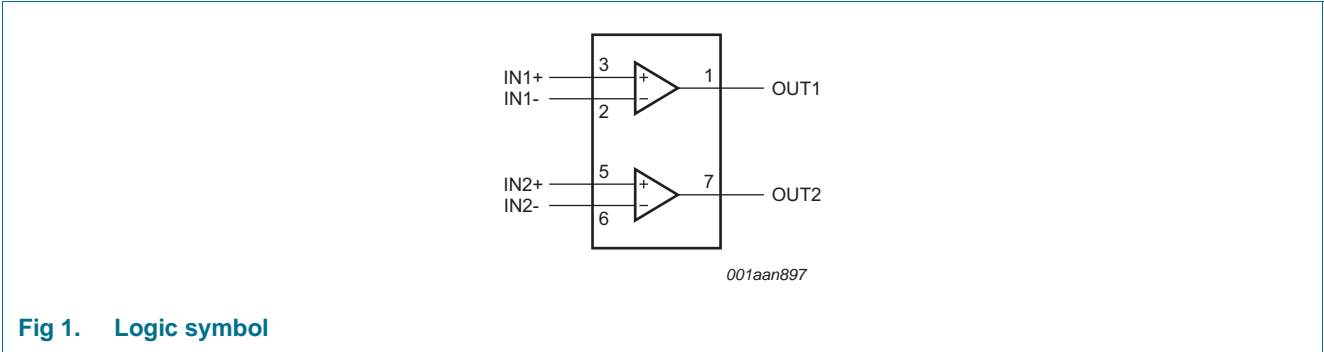 3
IN1+
+
1
OUT1
IN1-
−
2
5
IN2+
+
7
OUT2
IN2-
−
6
001aan897
Fig 1. Logic symbol